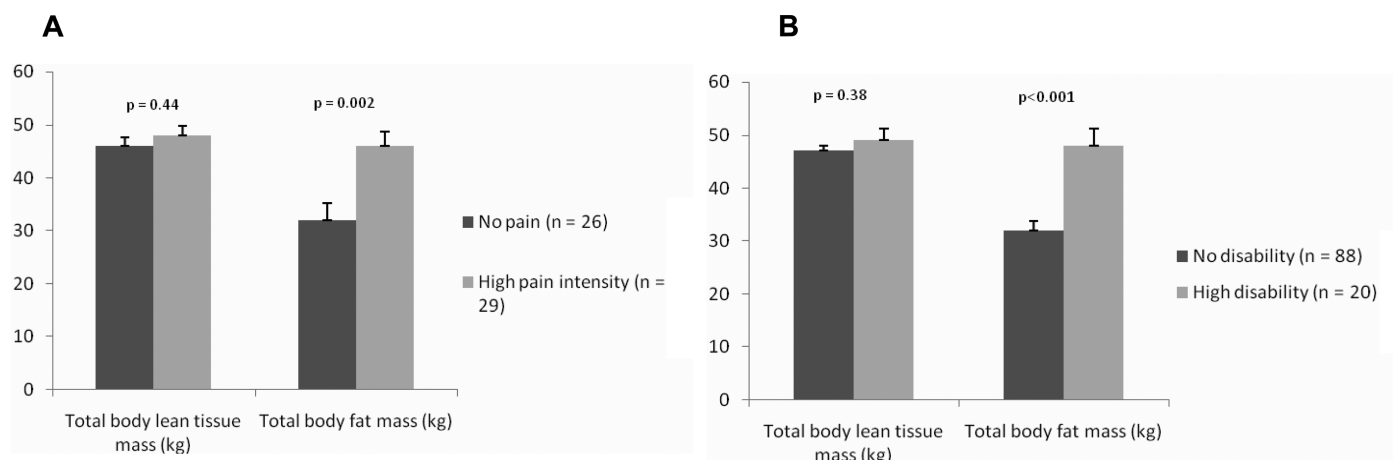 A
60
50
40
30
20
10
0
p = 0.44
p = 0.002
Total body lean tissue
mass (kg)
Total body fat mass (kg)
No pain (n = 26)
High pain intensity (n =
29)
B
60
50
40
30
20
10
0
p = 0.38
p<0.001
Total body lean tissue
mass (kg)
Total body fat mass (kg)
No disability (n = 88)
High disability (n = 20)